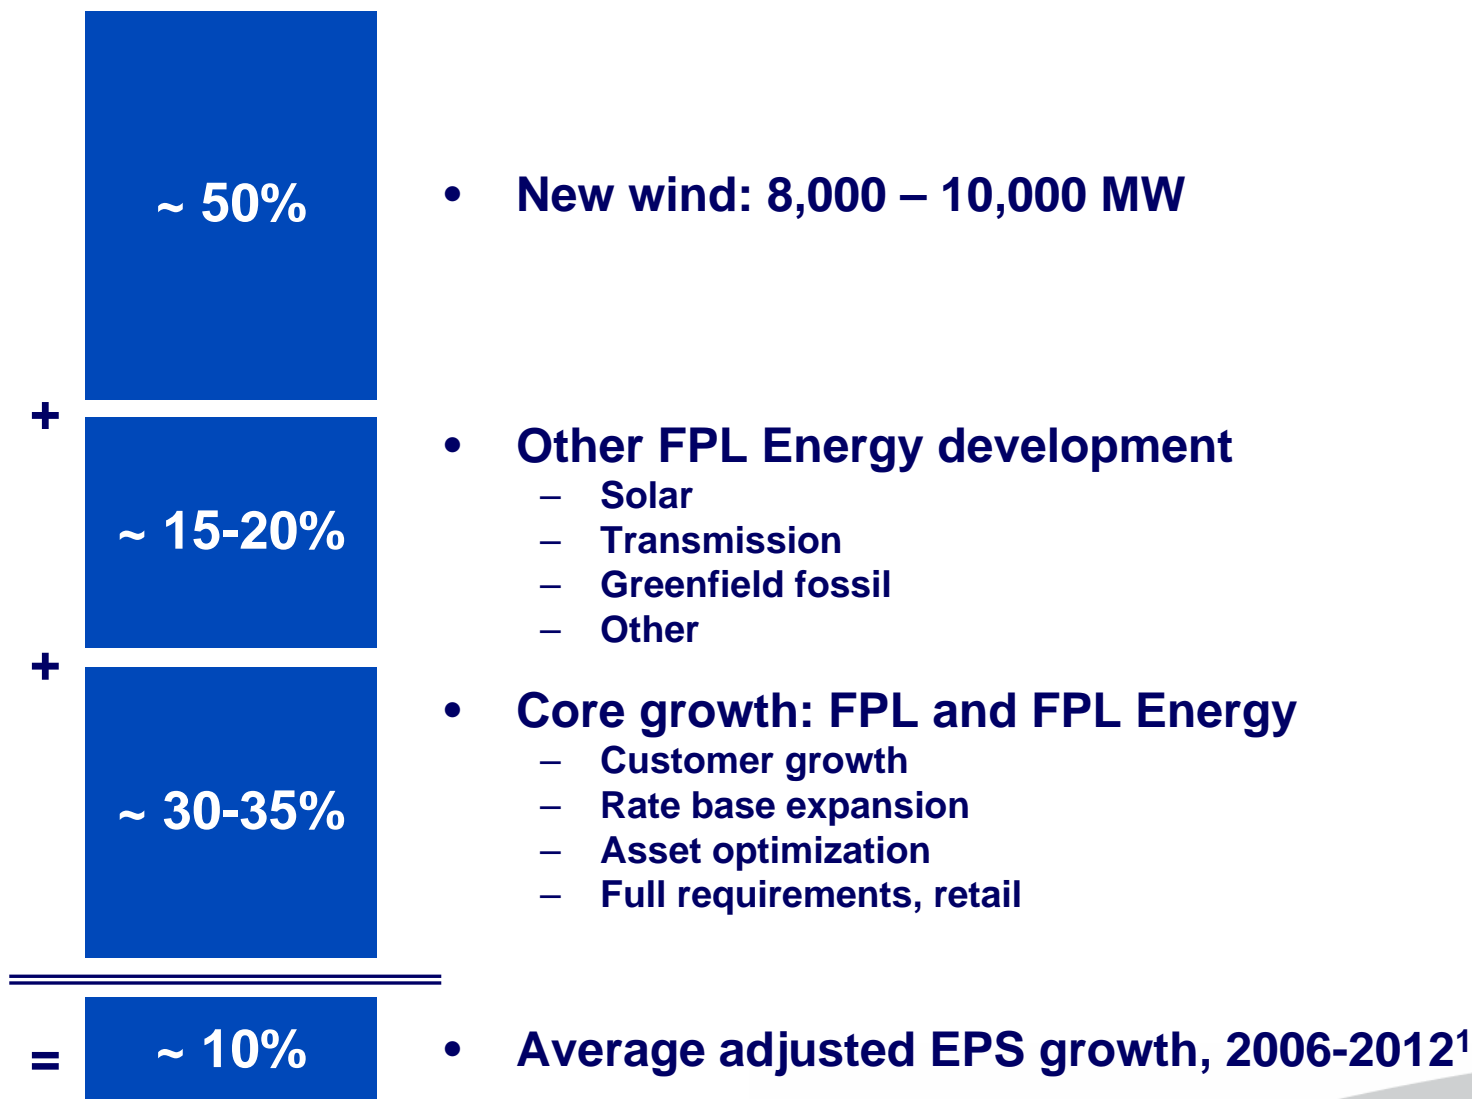 ~ 50%
• New wind: 8,000 – 10,000 MW
+
~ 15-20%
• Other FPL Energy development
– Solar
– Transmission
– Greenfield fossil
– Other
+
~ 30-35%
• Core growth: FPL and FPL Energy
– Customer growth
– Rate base expansion
– Asset optimization
– Full requirements, retail
=
~ 10%
• Average adjusted EPS growth, 2006-2012¹